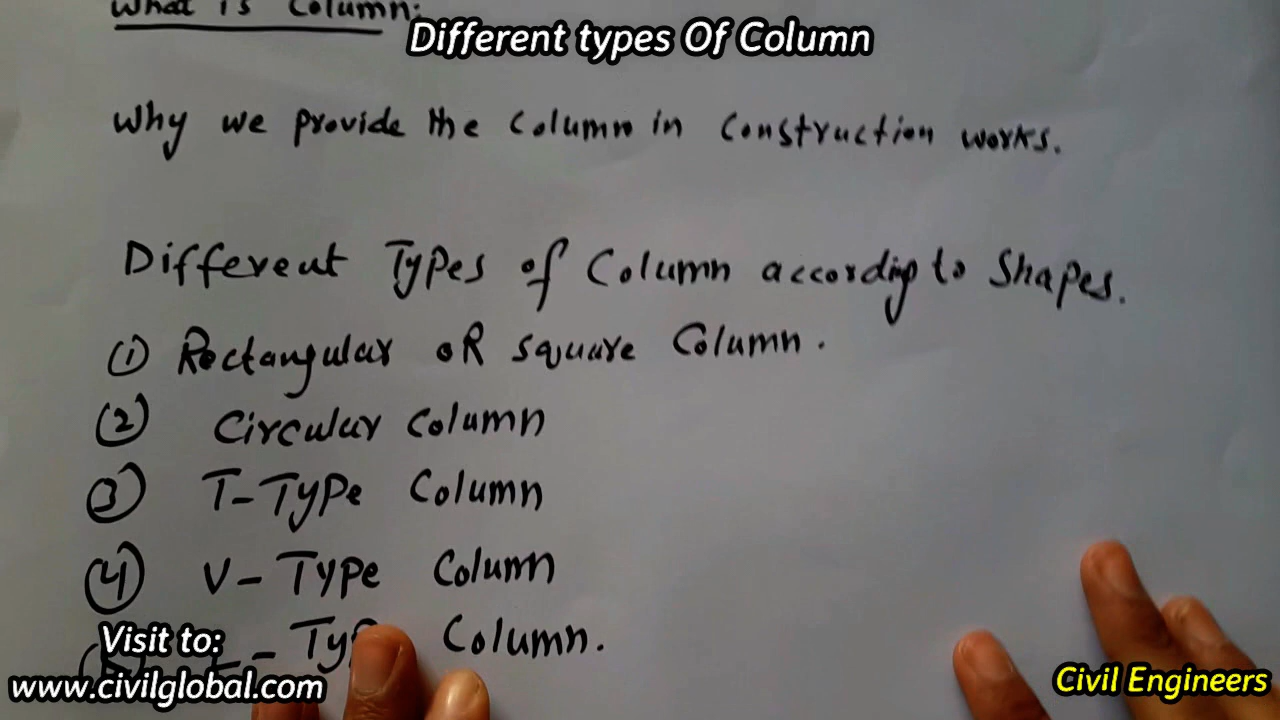 What is Column:
Different types Of Column
Why we provide the Column in Construction works.
Different Types of Column according to Shapes.
(1) Rectangular oR square Column.
(2) Circular Column
(3) T-Type Column
(4) V-Type Column
- Type Column.
Visit to:
www.civilglobal.com
Civil Engineers